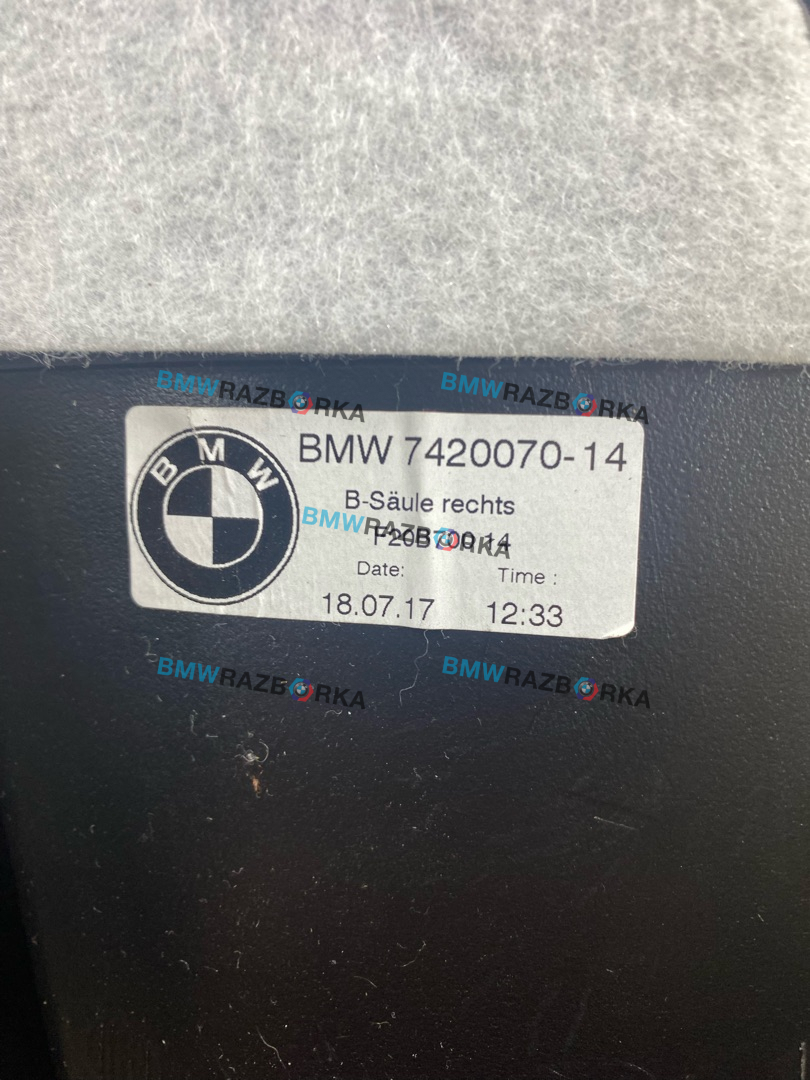 BMWRAZBORKA
BMWRAZBORKA
BMW
BMW 7420070-14
B-Säule rechts
BMWRAZBORKA
Date:
Time :
18.07.17
12:33
BMWRAZBORKA
BMWRAZBORKA